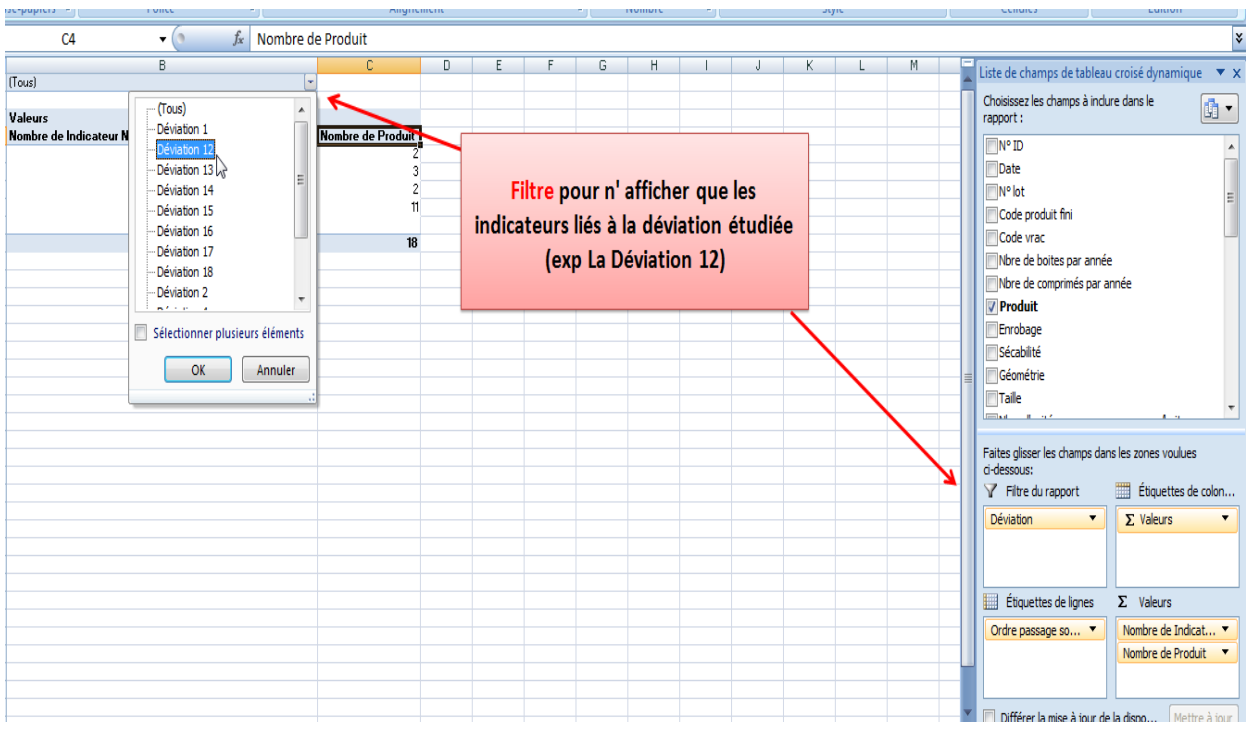 Police
Nombre
Style
Cellules
Édition
C4
fx
Nombre de Produit
B C D E F G H I J K L M
(Tous)
Valeurs
Nombre de Indicateur N
Nombre de Produit
2
3
2
11
18
(Tous)
Déviation 1
Déviation 12
Déviation 13
Déviation 14
Déviation 15
Déviation 16
Déviation 17
Déviation 18
Déviation 2
Sélectionner plusieurs éléments
OK
Annuler
Filtre pour n' afficher que les
indicateurs liés à la déviation étudiée
(exp La Déviation 12)
Liste de champs de tableau croisé dynamique
Choisissez les champs à inclure dans le
rapport :
N° ID
Date
N° lot
Code produit fini
Code vrac
Nbre de boites par année
Nbre de comprimés par année
Produit
Enrobage
Sécabilité
Géométrie
Taille
Faites glisser les champs dans les zones voulues
ci-dessous:
Filtre du rapport
Étiquettes de colon...
Déviation
Σ Valeurs
Étiquettes de lignes
Σ Valeurs
Ordre passage so...
Nombre de Indicat...
Nombre de Produit
Différer la mise à jour de la dispo...
Mettre à jour